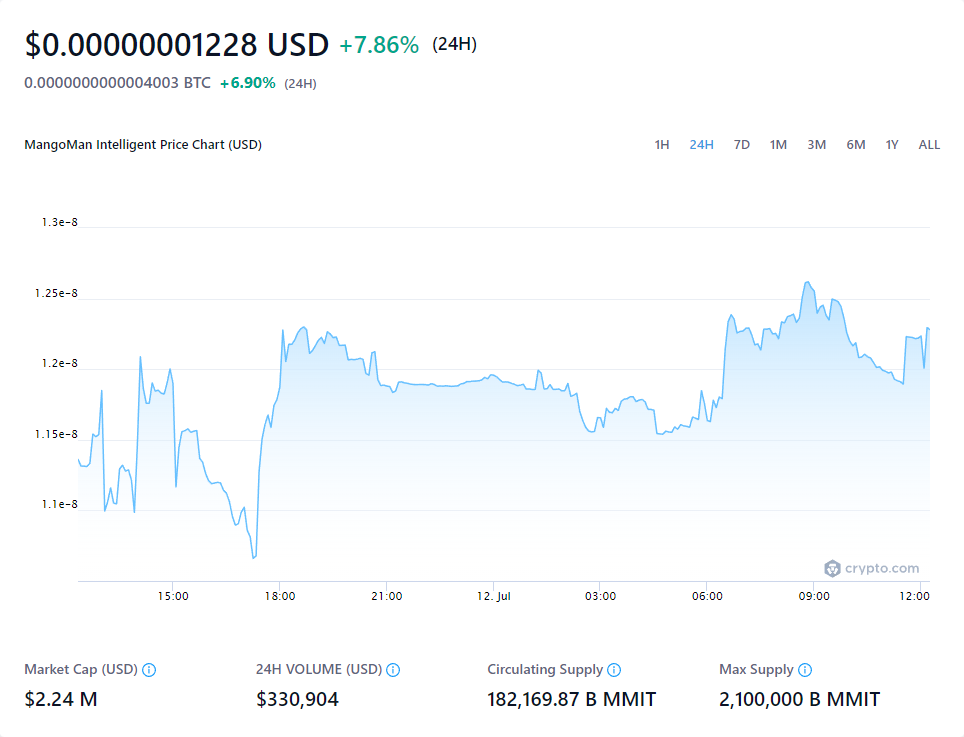 $0.00000001228 USD +7.86% (24H)
0.0000000000004003 BTC +6.90% (24H)
MangoMan Intelligent Price Chart (USD) 1H 24H 7D 1M 3M 6M 1Y ALL
1.3e-8
1.25e-8
1.2e-8
1.15e-8
1.1e-8
crypto.com
15:00 18:00 21:00 12. Jul 03:00 06:00 09:00 12:00
Market Cap (USD) 24H VOLUME (USD) Circulating Supply Max Supply
$2.24 M $330,904 182,169.87 B MMIT 2,100,000 B MMIT